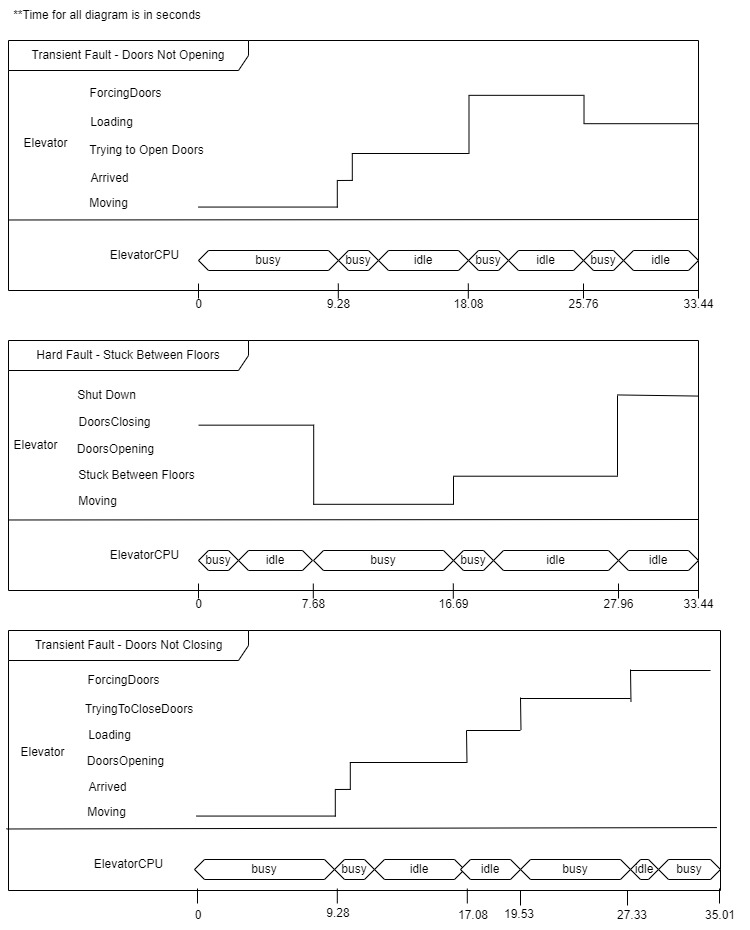 **Time for all diagram is in seconds
Transient Fault - Doors Not Opening
ForcingDoors
Loading
Elevator
Trying to Open Doors
Arrived
Moving
ElevatorCPU
busy busy idle busy idle busy idle
0 9.28 18.08 25.76 33.44
Hard Fault - Stuck Between Floors
Shut Down
DoorsClosing
Elevator
DoorsOpening
Stuck Between Floors
Moving
ElevatorCPU
busy idle busy busy idle idle
0 7.68 16.69 27.96 33.44
Transient Fault - Doors Not Closing
ForcingDoors
TryingToCloseDoors
Loading
Elevator
DoorsOpening
Arrived
Moving
ElevatorCPU
busy busy idle idle busy idle busy
0 9.28 17.08 19.53 27.33 35.01